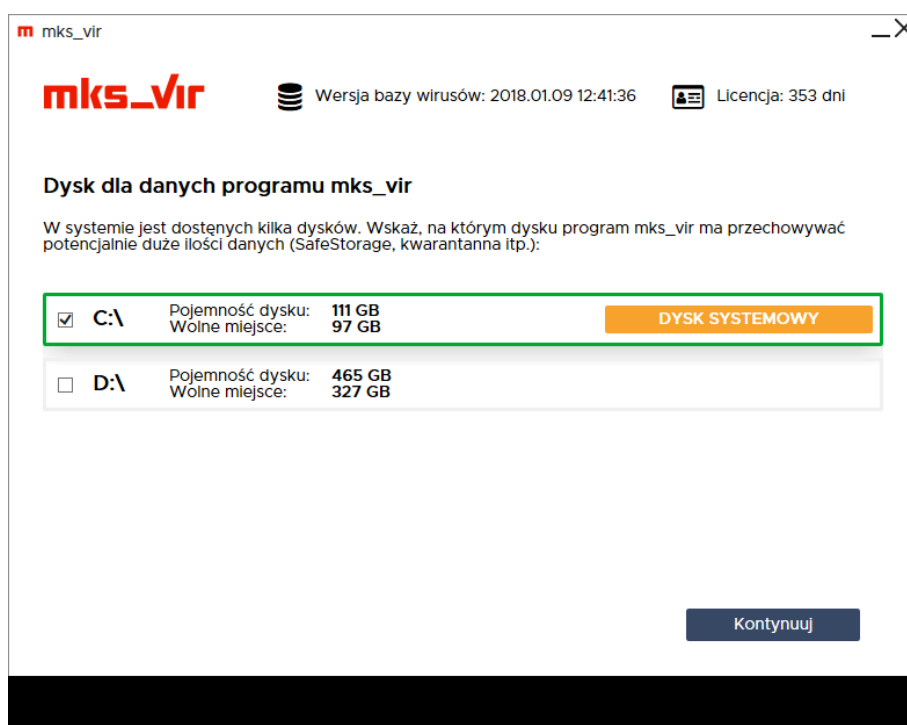 mks_vir
mks_vir Wersja bazy wirusów: 2018.01.09 12:41:36 Licencja: 353 dni
Dysk dla danych programu mks_vir
W systemie jest dostępnych kilka dysków. Wskaż, na którym dysku program mks_vir ma przechowywać
potencjalnie duże ilości danych (SafeStorage, kwarantanna itp.):
C:\ Pojemność dysku: 111 GB DYSK SYSTEMOWY
Wolne miejsce: 97 GB
D:\ Pojemność dysku: 465 GB
Wolne miejsce: 327 GB
Kontynuuj